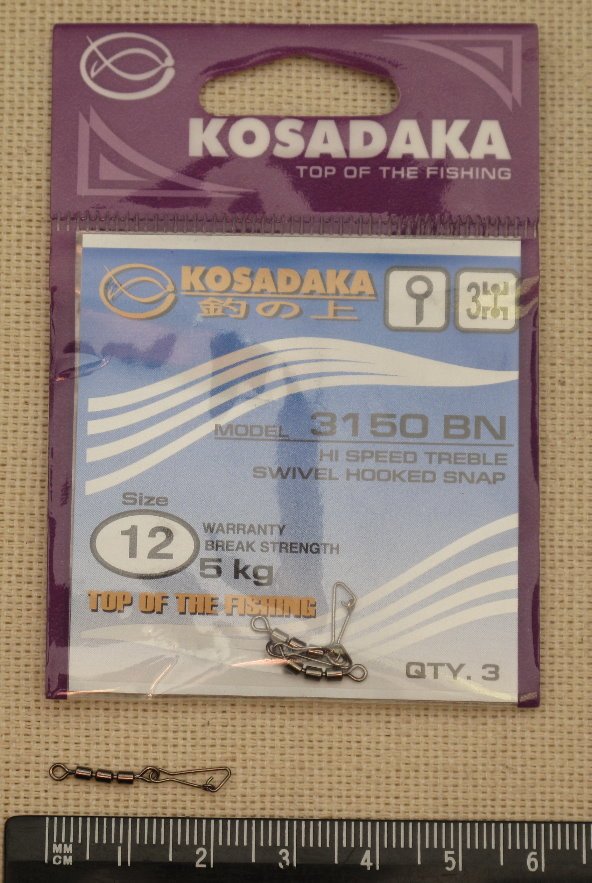 KOSADAKA
TOP OF THE FISHING
KOSADAKA
釣の上
3
MODEL 3150 BN
HI SPEED TREBLE
SWIVEL HOOKED SNAP
Size
12
WARRANTY
BREAK STRENGTH
5 kg
TOP OF THE FISHING
QTY. 3
MM
CM
1 2 3 4 5 6